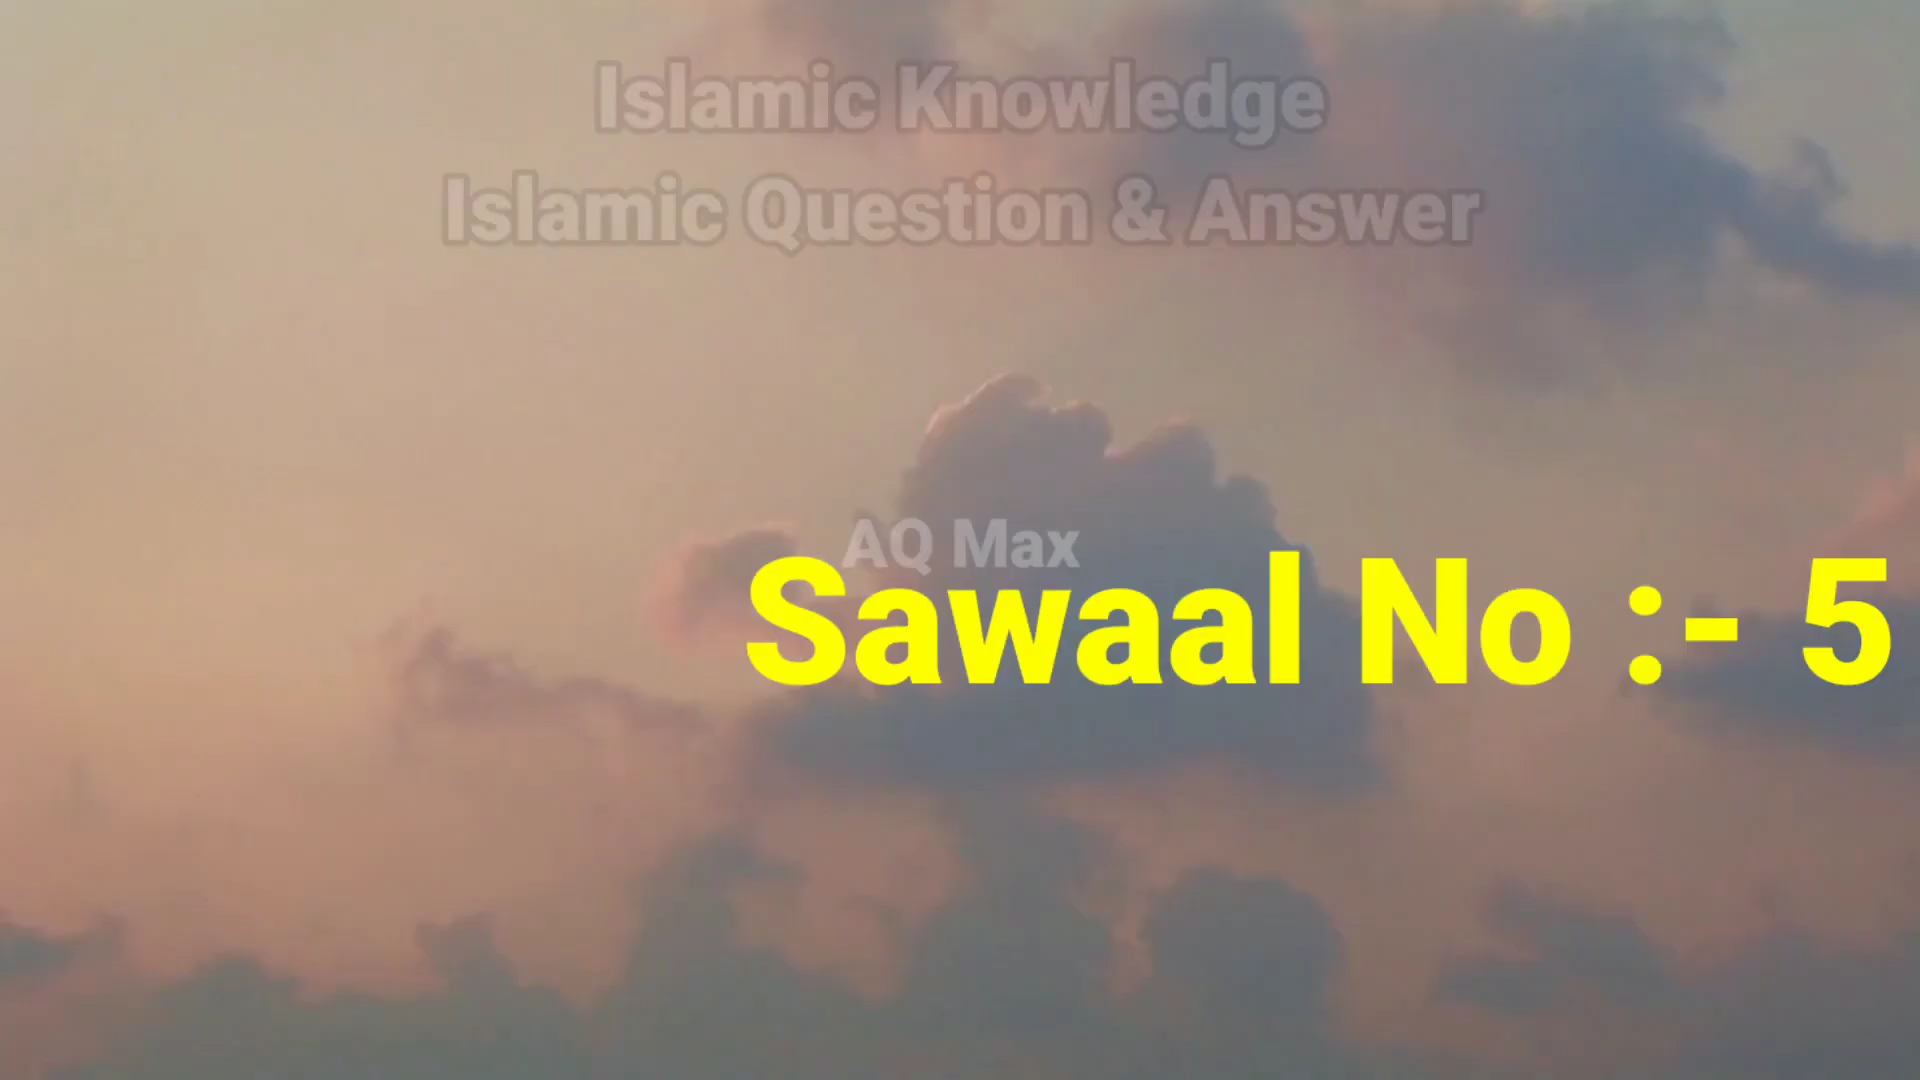 Islamic Knowledge
Islamic Question & Answer
AQ Max
Sawaal No :- 5